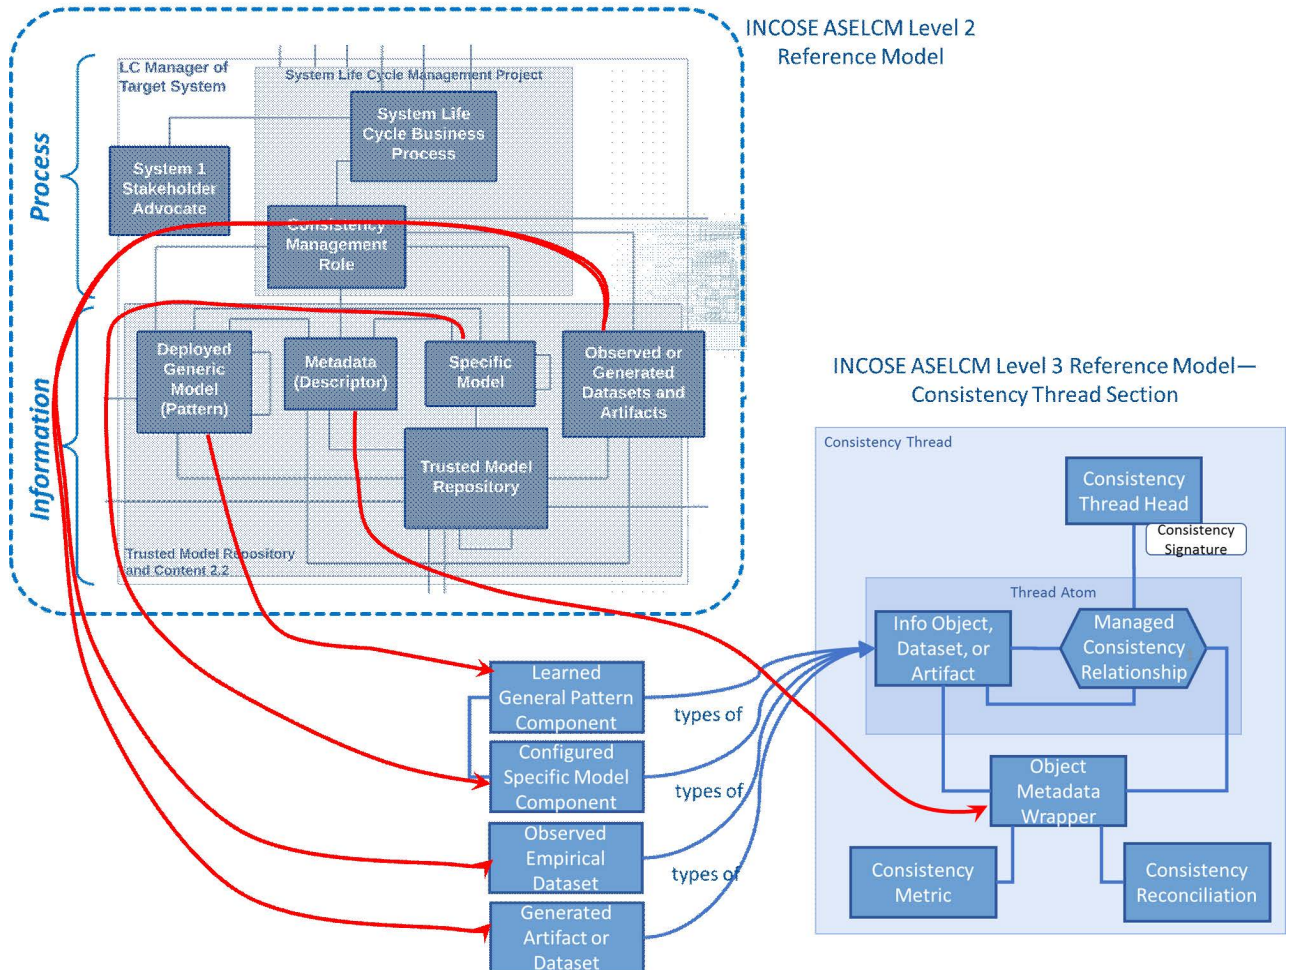 INCOSE ASELCM Level 2
Reference Model
LC Manager of
Target System
System Life Cycle Management Project
System Life
Cycle Business
Process
Process
System 1
Stakeholder
Advocate
Consistency
Management
Role
Information
Deployed
Generic
Model
(Pattern)
Metadata
(Descriptor)
Specific
Model
Observed or
Generated
Datasets and
Artifacts
Trusted Model
Repository
Trusted Model Repository
and Content 2.2
INCOSE ASELCM Level 3 Reference Model—
Consistency Thread Section
Consistency Thread
Consistency
Thread Head
Consistency
Signature
Thread Atom
Info Object,
Dataset, or
Artifact
Managed
Consistency
Relationship
Object
Metadata
Wrapper
Consistency
Metric
Consistency
Reconciliation
Learned
General Pattern
Component
types of
Configured
Specific Model
Component
types of
Observed
Empirical
Dataset
types of
Generated
Artifact or
Dataset